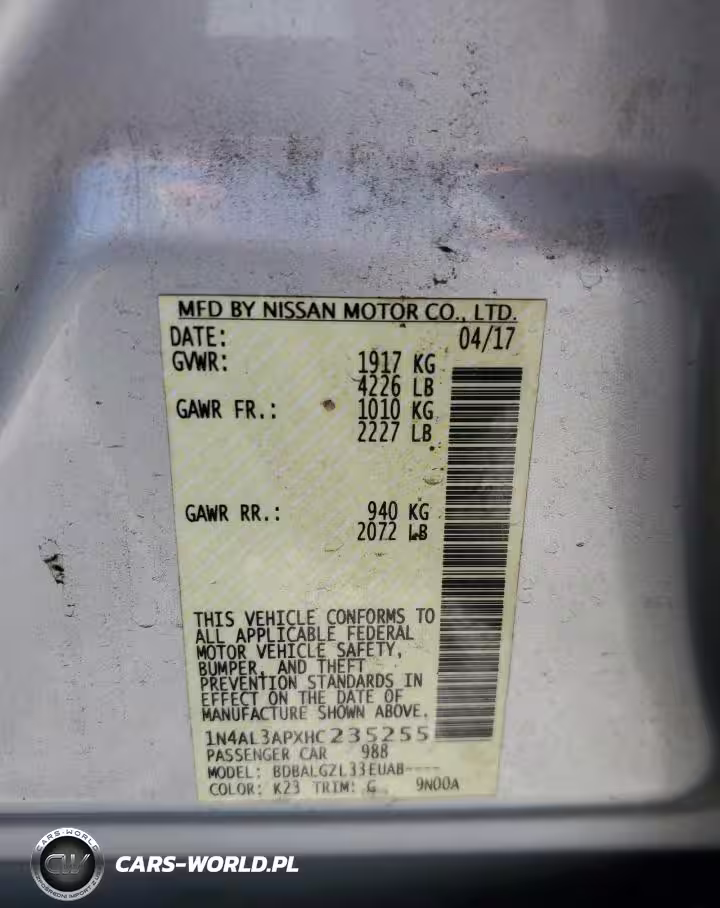 MFD BY NISSAN MOTOR CO., LTD.
DATE: 04/17
GVWR: 1917 KG
4226 LB
GAWR FR.: 1010 KG
2227 LB
GAWR RR.: 940 KG
2072 LB
THIS VEHICLE CONFORMS TO
ALL APPLICABLE FEDERAL
MOTOR VEHICLE SAFETY,
BUMPER, AND THEFT
PREVENTION STANDARDS IN
EFFECT ON THE DATE OF
MANUFACTURE SHOWN ABOVE.
1N4AL3APXHC235255
PASSENGER CAR 988
MODEL: BDBALGZL33EUAB----
COLOR: K23 TRIM: G 9N00A
CARS-WORLD
CW
CARS-WORLD.PL